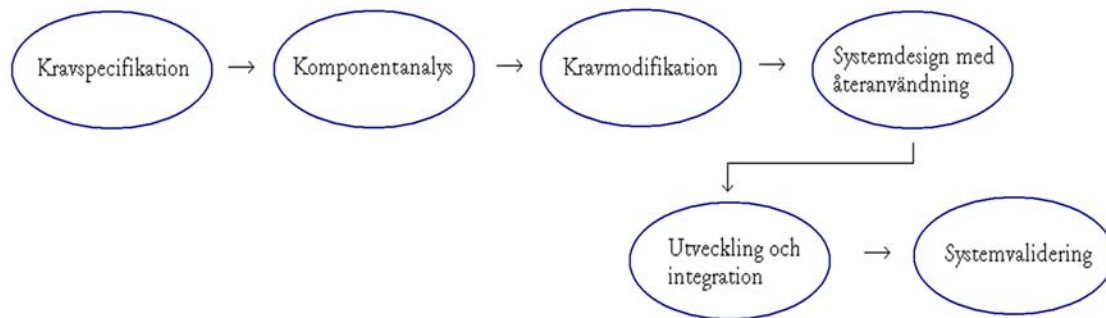 Kravspecifikation
Komponentanalys
Kravmodifikation
Systemdesign med
återanvändning
Utveckling och
integration
Systemvalidering